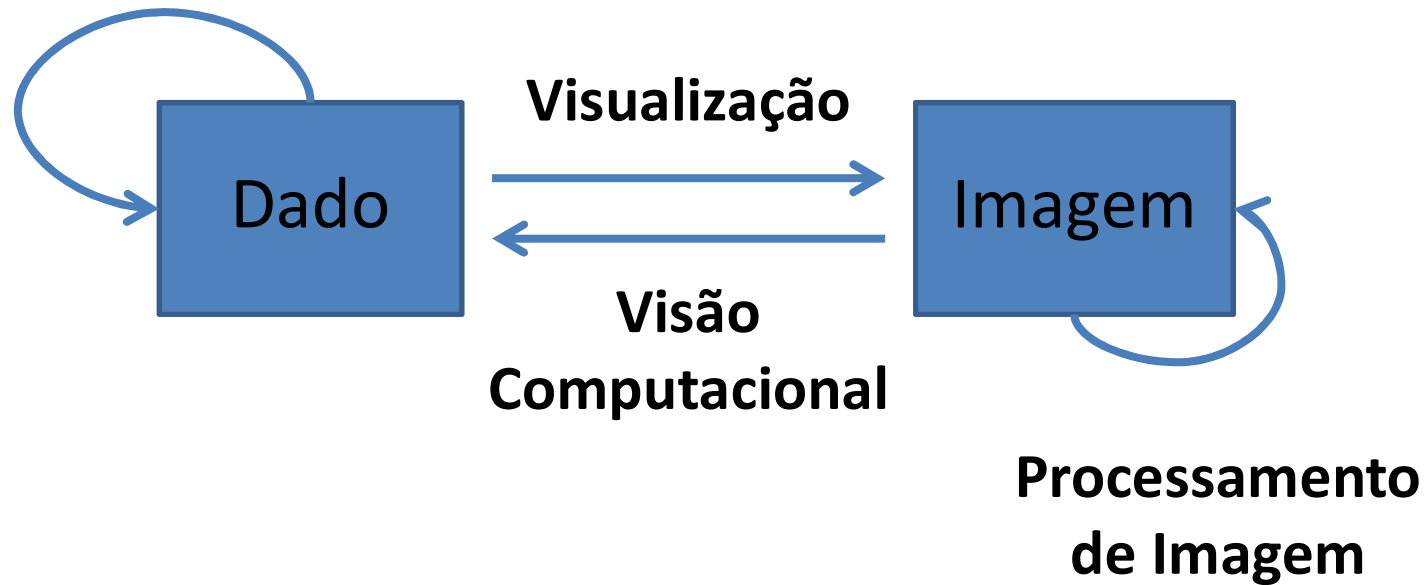 Visualização
Dado
Imagem
Visão
Computacional
Processamento
de Imagem